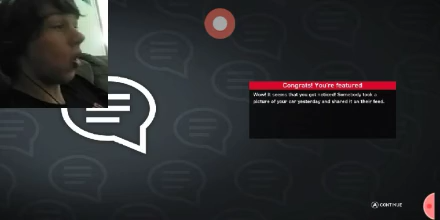 Congrats! You're featured!
Wow! It seems that you got noticed! Somebody took a
picture of your car yesterday and shared it on their feed.
A CONTINUE